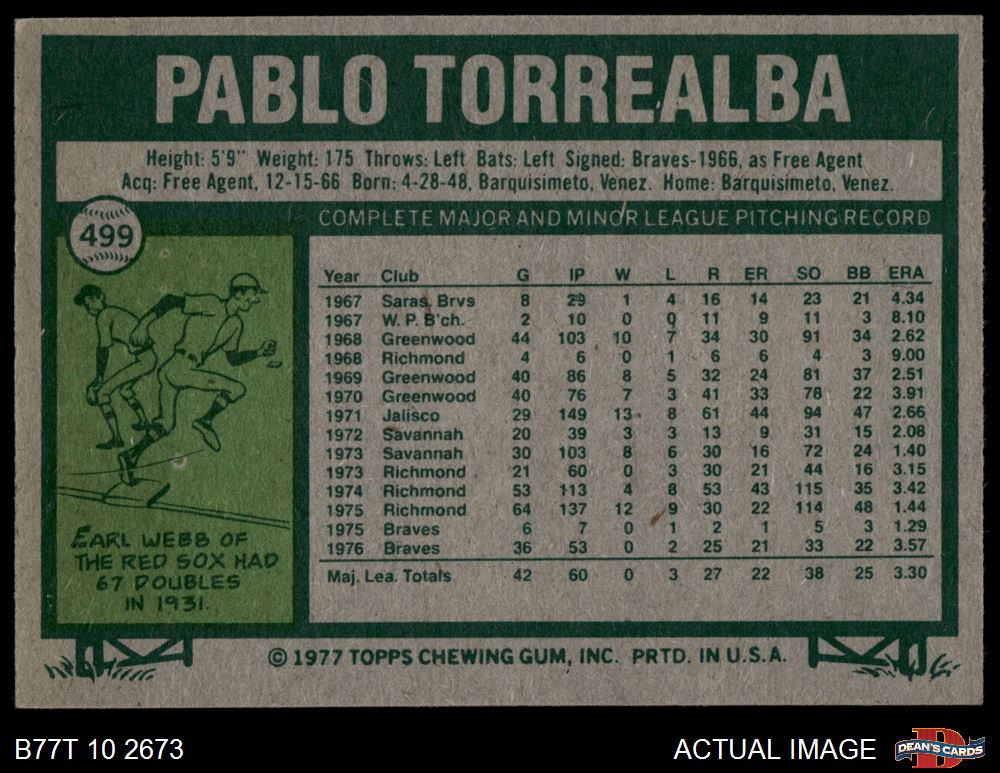 PABLO TORREALBA
Height: 5'9" Weight: 175 Throws: Left Bats: Left Signed: Braves-1966, as Free Agent
Acq: Free Agent, 12-15-66 Born: 4-28-48, Barquisimeto, Venez. Home: Barquisimeto, Venez.
499
COMPLETE MAJOR AND MINOR LEAGUE PITCHING RECORD
Year Club G IP W L R ER SO BB ERA
1967 Saras. Brvs 8 29 1 4 16 14 23 21 4.34
1967 W. P. B'ch. 2 10 0 0 11 9 11 3 8.10
1968 Greenwood 44 103 10 7 34 30 91 34 2.62
1968 Richmond 4 6 0 1 6 6 4 3 9.00
1969 Greenwood 40 86 8 5 32 24 81 37 2.51
1970 Greenwood 40 76 7 3 41 33 78 22 3.91
1971 Jalisco 29 149 13 8 61 44 94 47 2.66
1972 Savannah 20 39 3 3 13 9 31 15 2.08
1973 Savannah 30 103 8 6 30 16 72 24 1.40
1973 Richmond 21 60 0 3 30 21 44 16 3.15
1974 Richmond 53 113 4 8 53 43 115 35 3.42
1975 Richmond 64 137 12 9 30 22 114 48 1.44
1975 Braves 6 7 0 1 2 1 5 3 1.29
1976 Braves 36 53 0 2 25 21 33 22 3.57
Maj. Lea. Totals 42 60 0 3 27 22 38 25 3.30
EARL WEBB OF
THE RED SOX HAD
67 DOUBLES
IN 1931.
© 1977 TOPPS CHEWING GUM, INC. PRTD. IN U.S.A.
B77T 10 2673
ACTUAL IMAGE
DEAN'S CARDS